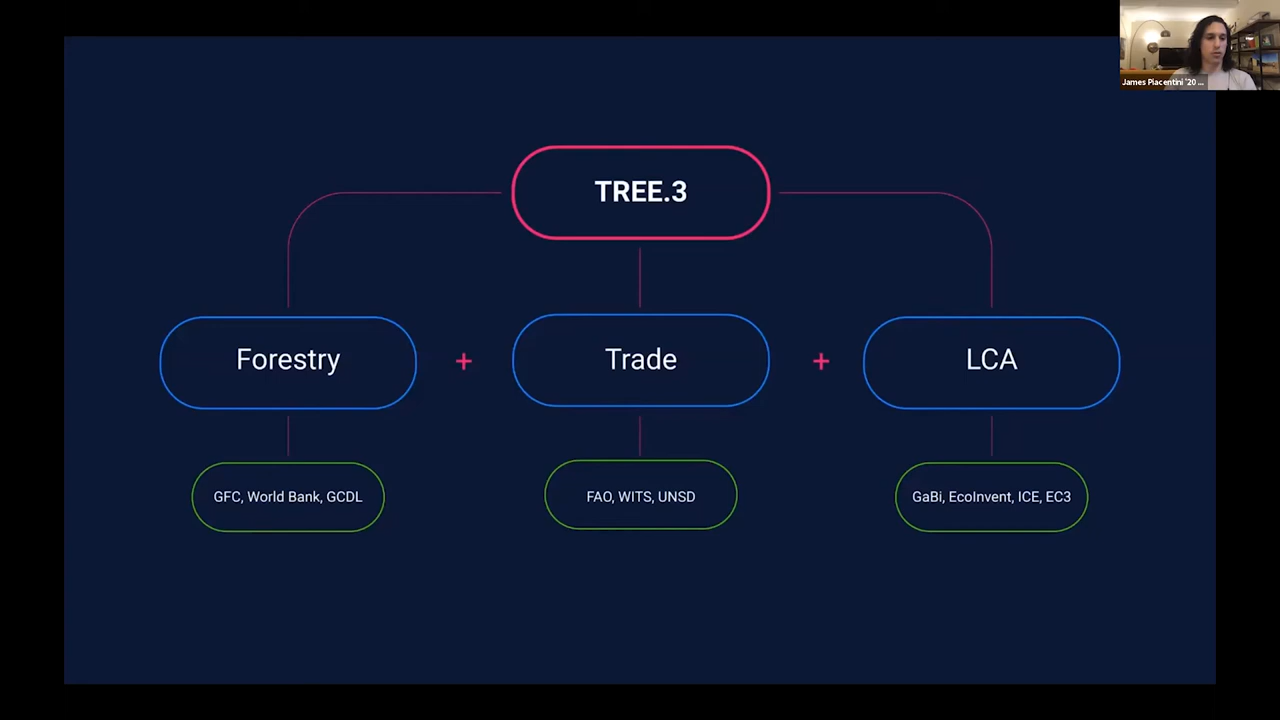 James Piacentini '20 ...
TREE.3
Forestry + Trade + LCA
GFC, World Bank, GCDL
FAO, WITS, UNSD
GaBi, EcoInvent, ICE, EC3